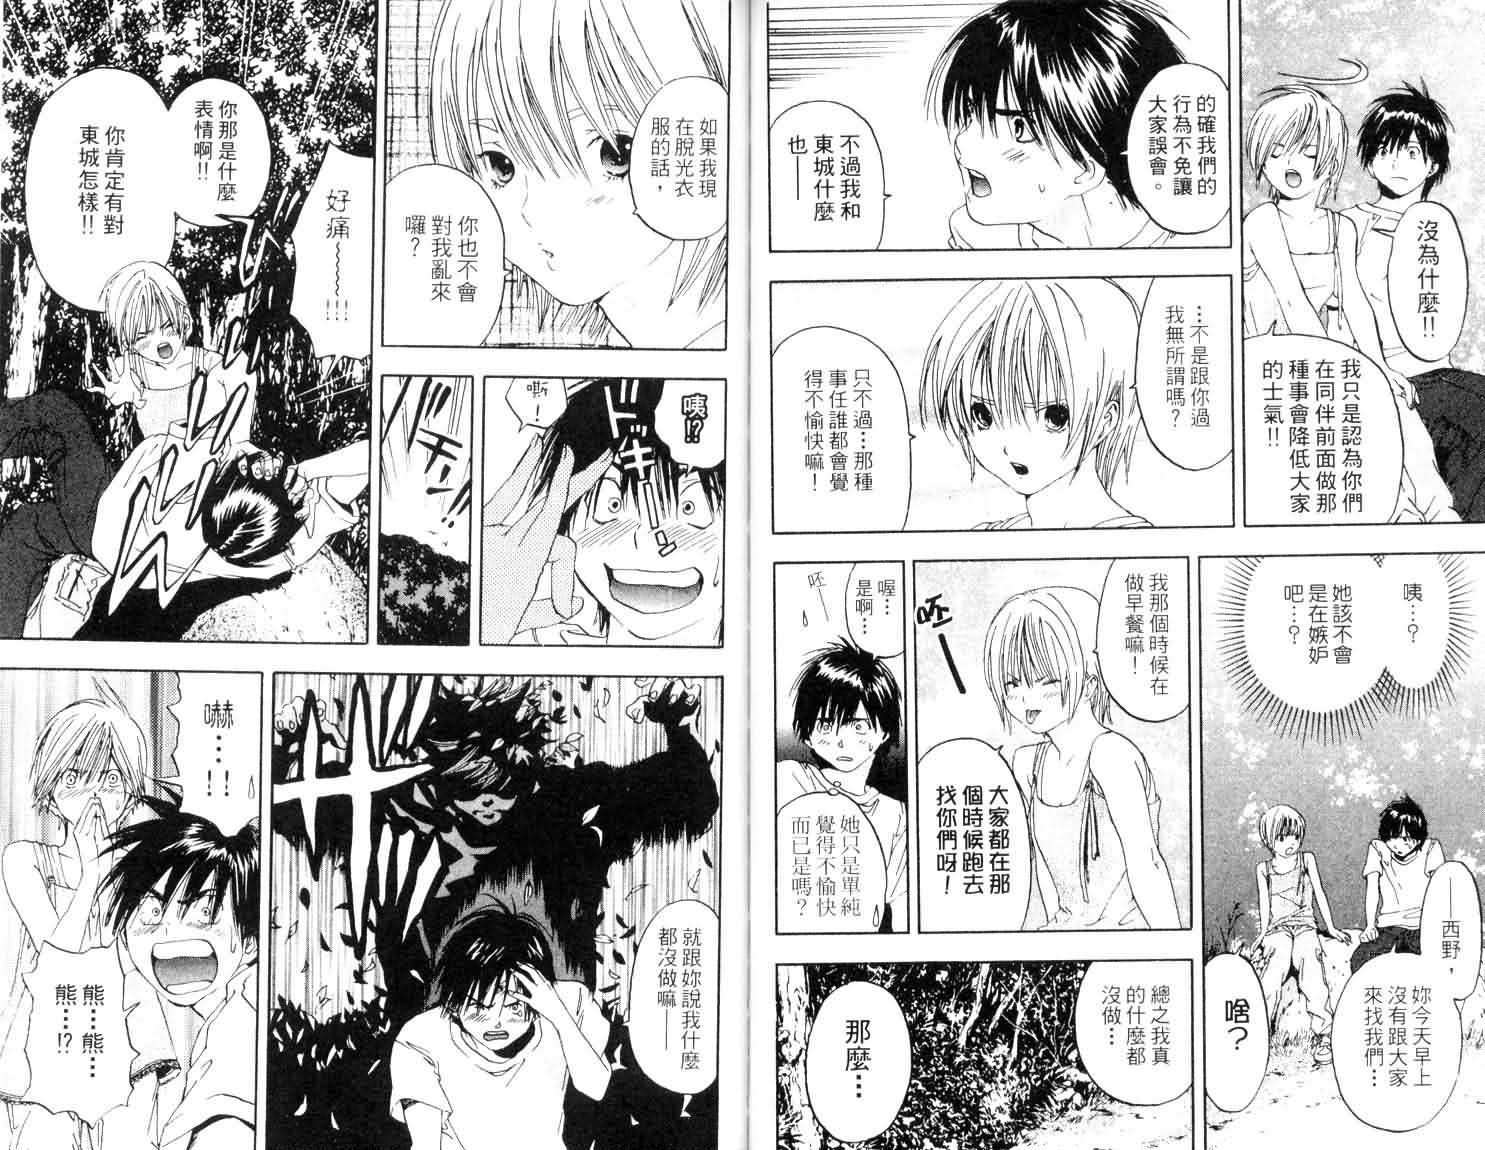 沒為什麼!!
我只是認為你們
在同伴前面做那
種事會降低大家
的士氣!!
的確我們的
行為不免讓
大家誤會。
不過我和
東城什麼
也—
…不是跟你過
我無所謂嗎?
只不過…那種
事任誰都會覺
得不愉快嘛!
咦…?
她該不會
是在嫉妒
吧…?
—西野,
妳今天早上
沒有跟大家
來找我們…
啥?
我那個時候在
做早餐嘛!
呸—
大家都在那
個時候跑去
找你們呀!
喔…
是啊…
呸—
她只是單純
覺得不愉快
而已是嗎?
總之我真
的什麼都
沒做…
那麼…
如果我現
在脫光衣
服的話,
你也不會
對我亂來
囉?
咦!?
ドッキーン
嘶!
好痛~~~~!!!!
你那是什麼
表情啊!!
你肯定有對
東城怎樣!!
就跟妳說我什麼
都沒做嘛——
嚇…!!
熊…熊…
熊…!?